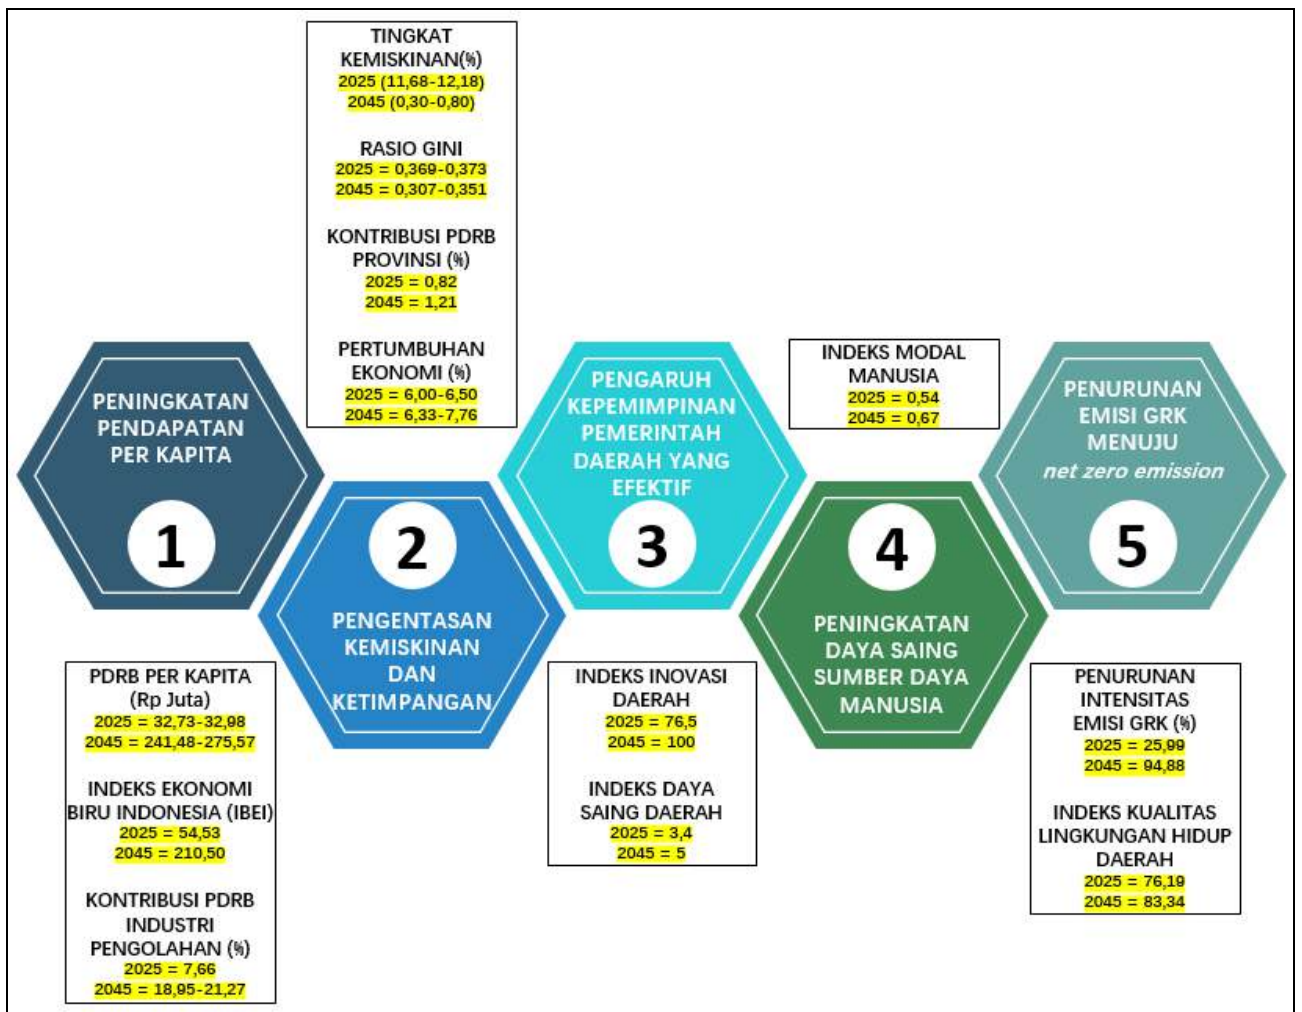 PENINGKATAN
PENDAPATAN
PER KAPITA
1
PDRB PER KAPITA
(Rp Juta)
2025 = 32,73-32,98
2045 = 241,48-275,57
INDEKS EKONOMI
BIRU INDONESIA (IBEI)
2025 = 54,53
2045 = 210,50
KONTRIBUSI PDRB
INDUSTRI
PENGOLAHAN (%)
2025 = 7,66
2045 = 18,95-21,27
TINGKAT
KEMISKINAN(%)
2025 (11,68-12,18)
2045 (0,30-0,80)
RASIO GINI
2025 = 0,369-0,373
2045 = 0,307-0,351
KONTRIBUSI PDRB
PROVINSI (%)
2025 = 0,82
2045 = 1,21
PERTUMBUHAN
EKONOMI (%)
2025 = 6,00-6,50
2045 = 6,33-7,76
2
PENGENTASAN
KEMISKINAN
DAN
KETIMPANGAN
PENGARUH
KEPEMIMPINAN
PEMERINTAH
DAERAH YANG
EFEKTIF
3
INDEKS INOVASI
DAERAH
2025 = 76,5
2045 = 100
INDEKS DAYA
SAING DAERAH
2025 = 3,4
2045 = 5
INDEKS MODAL
MANUSIA
2025 = 0,54
2045 = 0,67
4
PENINGKATAN
DAYA SAING
SUMBER DAYA
MANUSIA
PENURUNAN
EMISI GRK
MENUJU
net zero emission
5
PENURUNAN
INTENSITAS
EMISI GRK (%)
2025 = 25,99
2045 = 94,88
INDEKS KUALITAS
LINGKUNGAN HIDUP
DAERAH
2025 = 76,19
2045 = 83,34